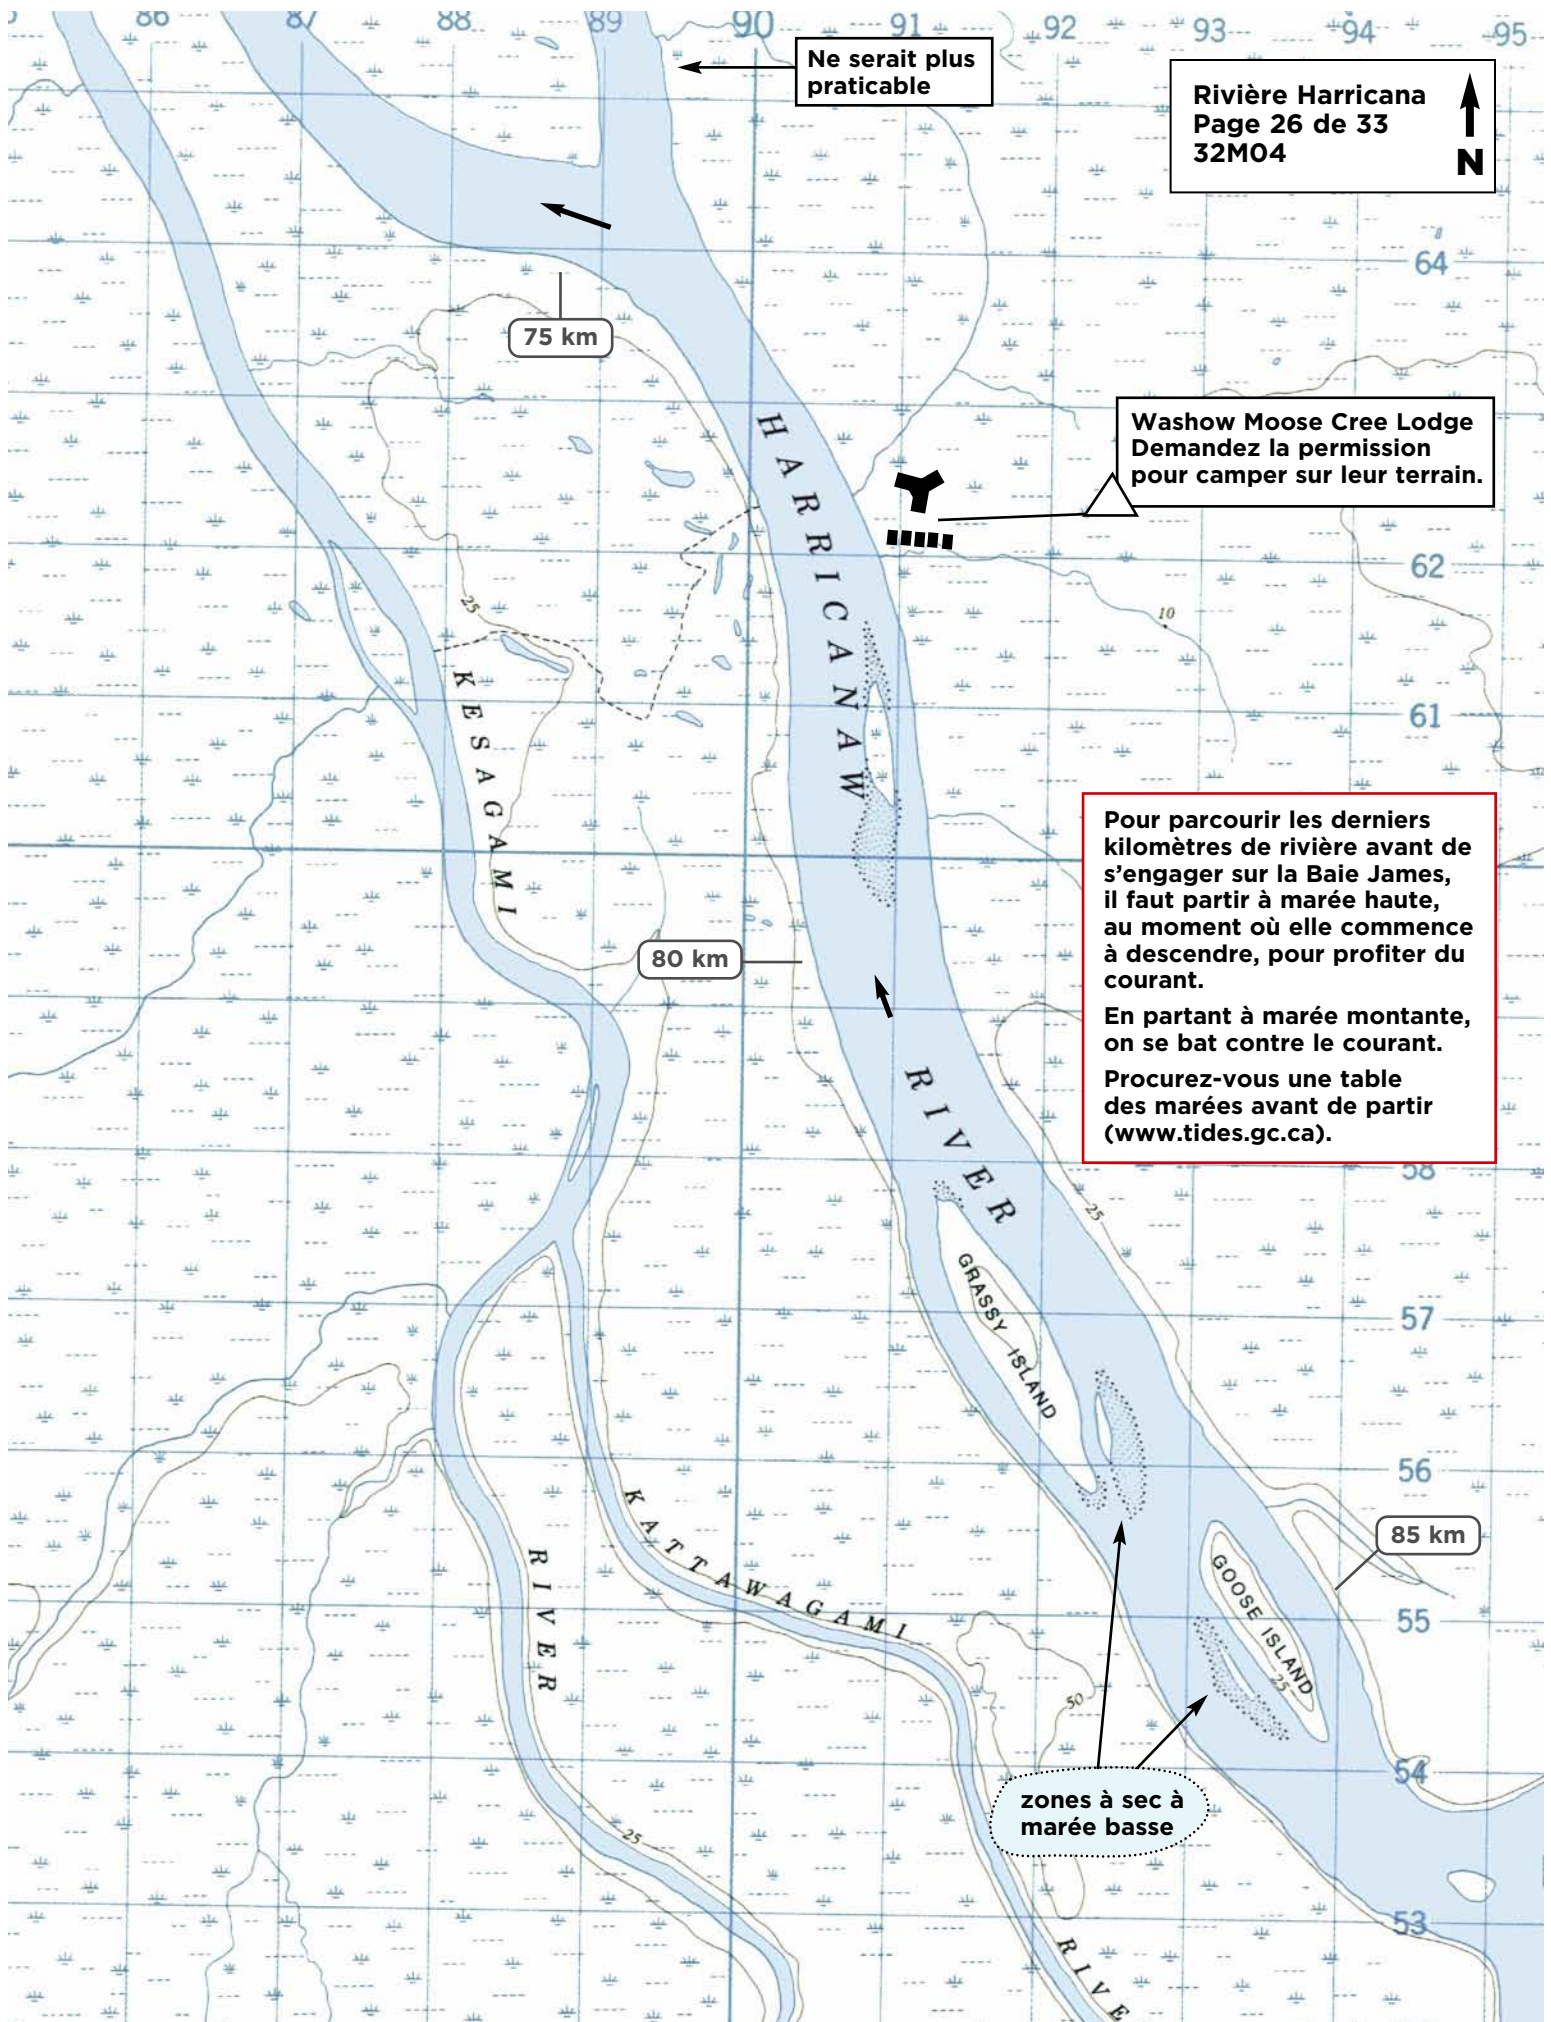 86 87 88 89 90 91 92 93 94 95
Ne serait plus
praticable
Rivière Harricana
Page 26 de 33
32M04
N
64
75 km
Washow Moose Cree Lodge
Demandez la permission
pour camper sur leur terrain.
HARRICANAW
62
25
10
KESAGAMI
61
Pour parcourir les derniers
kilomètres de rivière avant de
s'engager sur la Baie James,
il faut partir à marée haute,
au moment où elle commence
à descendre, pour profiter du
courant.
En partant à marée montante,
on se bat contre le courant.
Procurez-vous une table
des marées avant de partir
(www.tides.gc.ca).
80 km
RIVER
58
25
GRASSY ISLAND
57
56
KATTAWAGAMI
85 km
RIVER
GOOSE ISLAND
25
55
50
54
zones à sec à
marée basse
25
53
RIVE